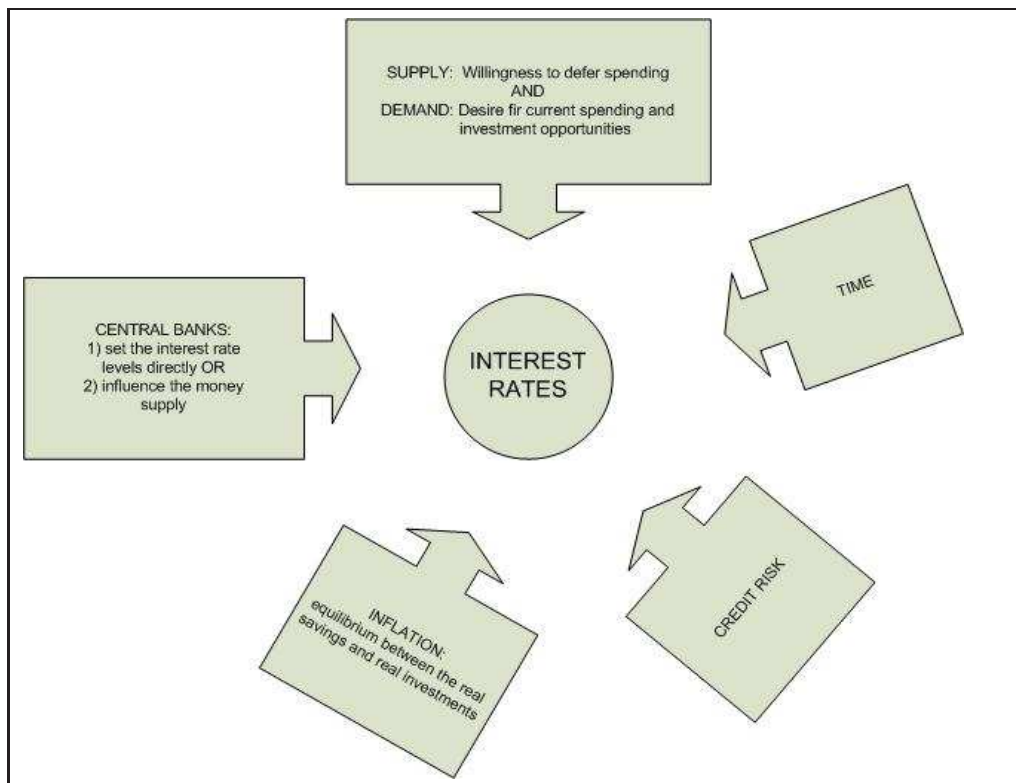 SUPPLY: Willingness to defer spending
AND
DEMAND: Desire fir current spending and
investment opportunities
TIME
CENTRAL BANKS:
1) set the interest rate
levels directly OR
2) influence the money
supply
INTEREST
RATES
CREDIT RISK
INFLATION:
equilibrium between the real
savings and real investments